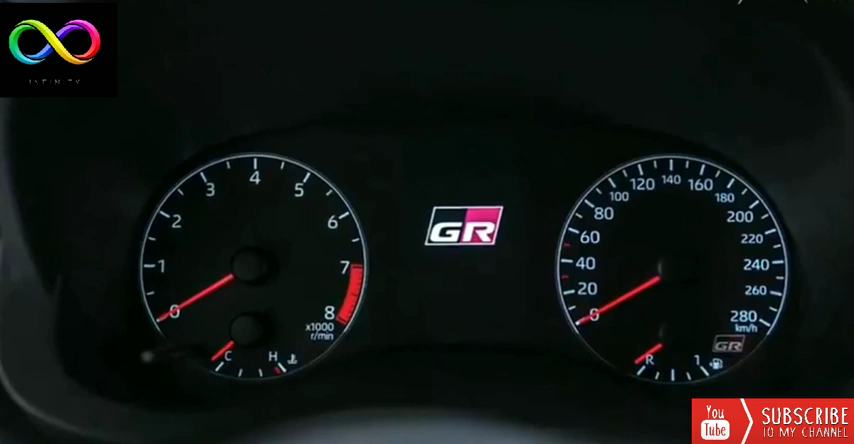 INFINITY
4
3
5
2
6
1
7
0
8
x1000
r/min
C
H
GR
120
140
160
100
180
80
200
60
220
40
240
20
260
0
280
km/h
GR
R
1
You
Tube
SUBSCRIBE
TO MY CHANNEL